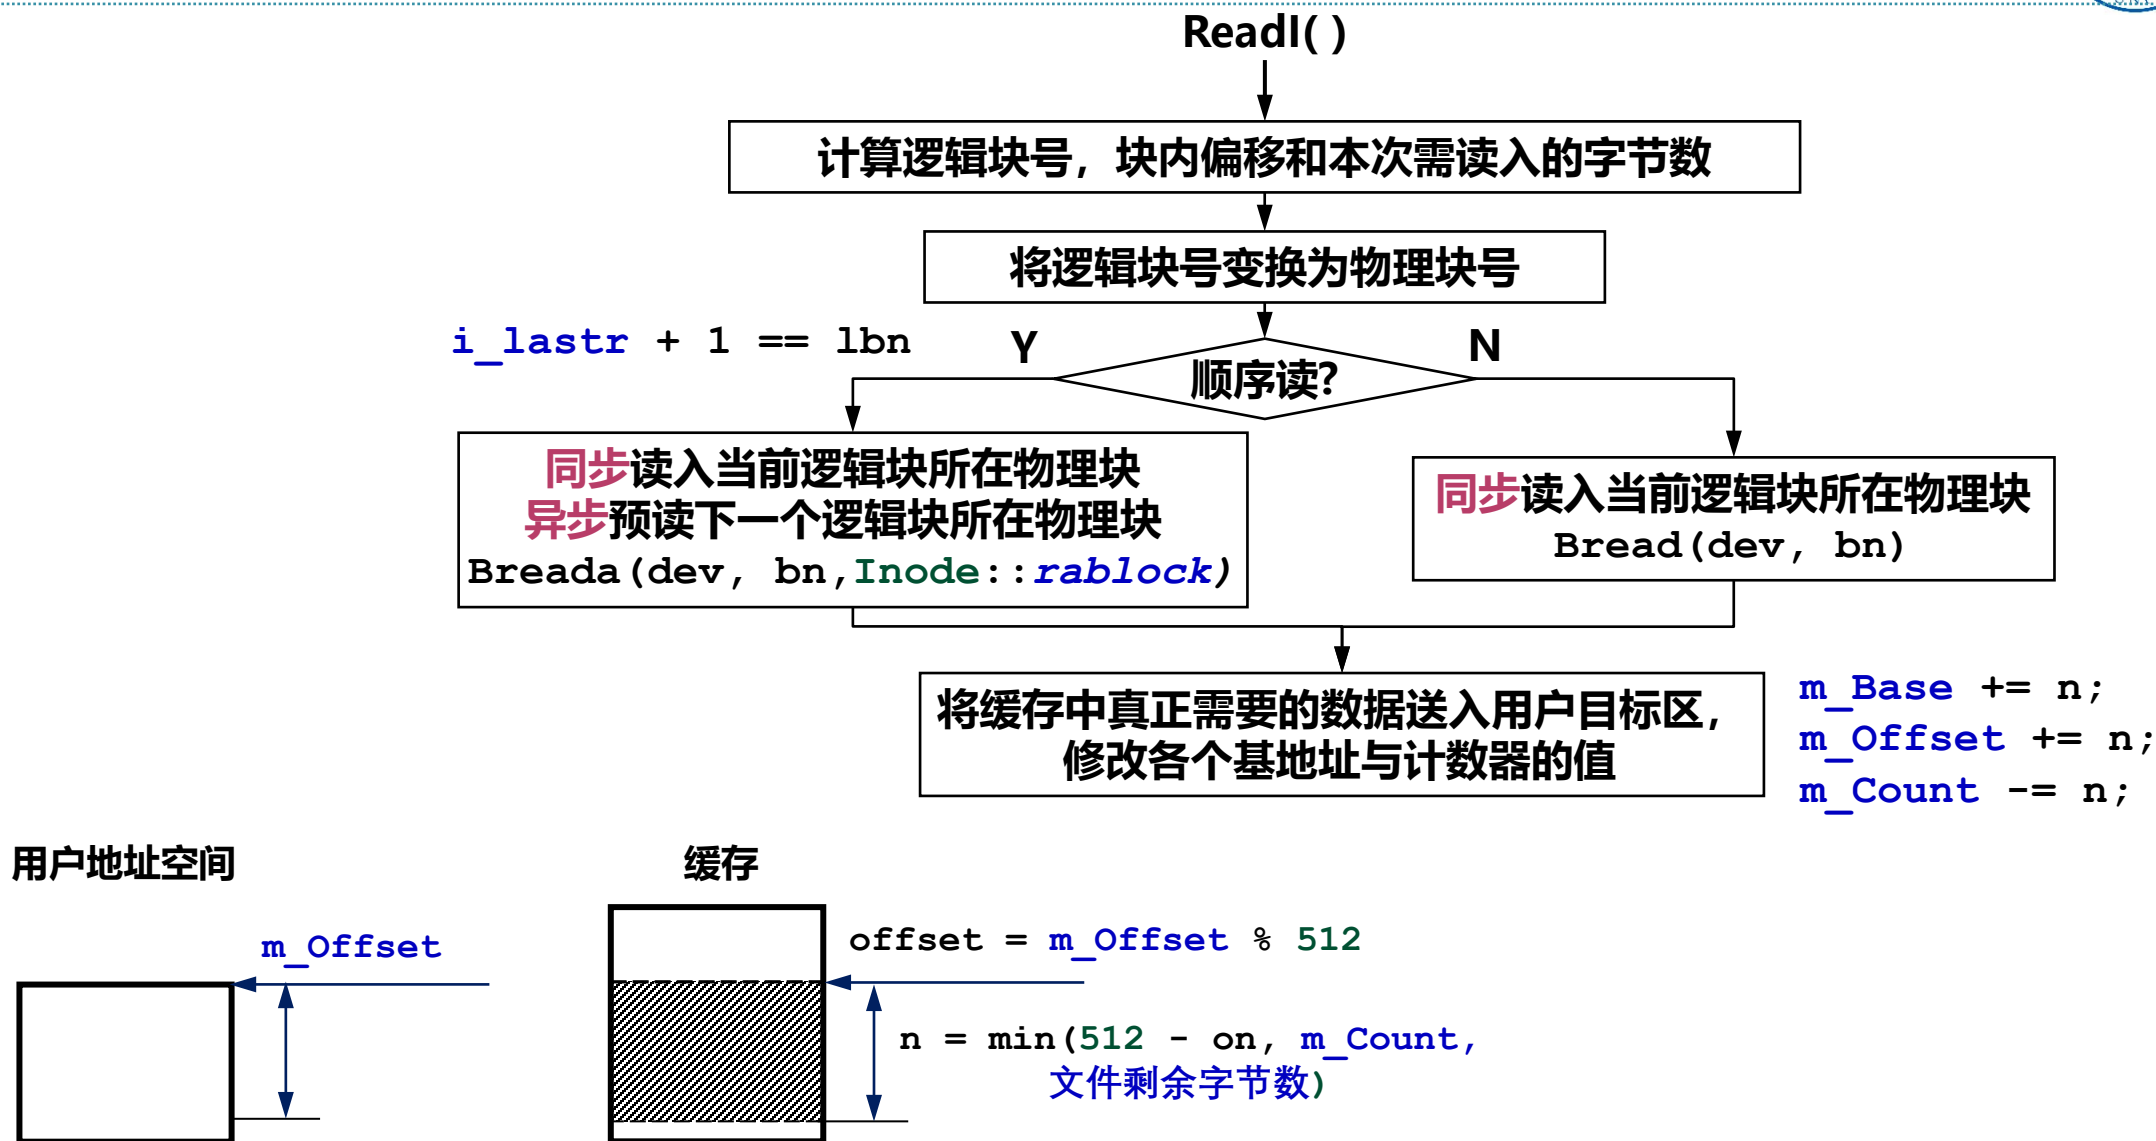 ReadI( )
计算逻辑块号，块内偏移和本次需读入的字节数
将逻辑块号变换为物理块号
i_lastr + 1 == lbn
Y
N
顺序读?
同步读入当前逻辑块所在物理块
异步预读下一个逻辑块所在物理块
Breada(dev, bn,Inode::rablock)
同步读入当前逻辑块所在物理块
Bread(dev, bn)
将缓存中真正需要的数据送入用户目标区，
修改各个基地址与计数器的值
m_Base += n;
m_Offset += n;
m_Count -= n;
用户地址空间
缓存
m_Offset
offset = m_Offset % 512
n = min(512 - on, m_Count,
文件剩余字节数)